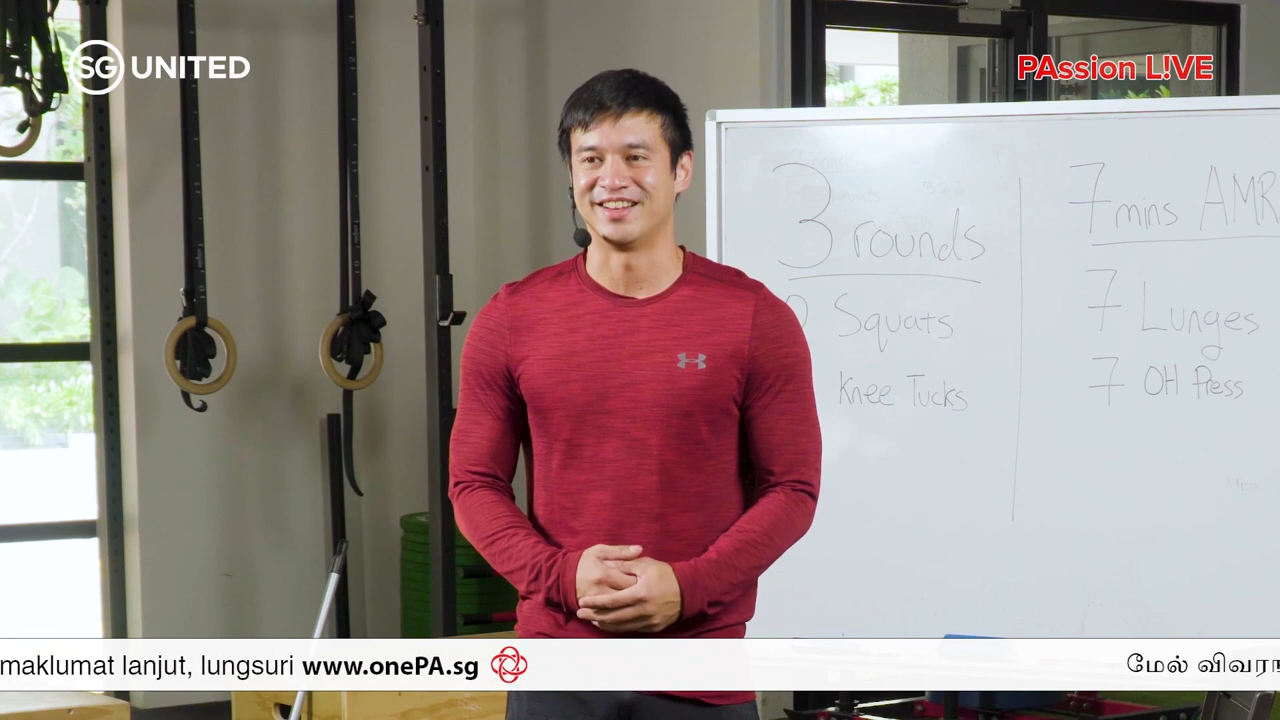 SG UNITED
PAssion L!VE
3 rounds
Squats
Knee Tucks
7 mins AMR
7 Lunges
7 OH Press
maklumat lanjut, lungsuri www.onePA.sg
மேல் விவரங்